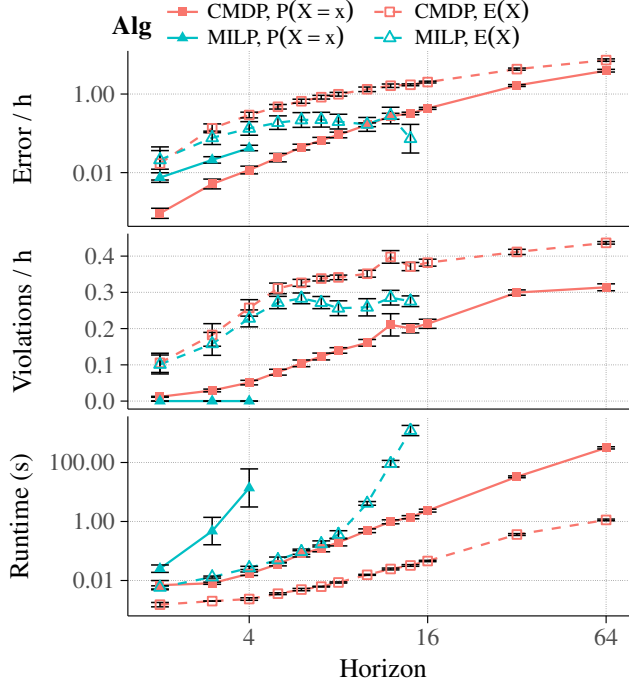 Alg
CMDP, P(X = x)
CMDP, E(X)
MILP, P(X = x)
MILP, E(X)
Error / h
1.00
0.01
Violations / h
0.4
0.3
0.2
0.1
0.0
Runtime (s)
100.00
1.00
0.01
4
16
64
Horizon